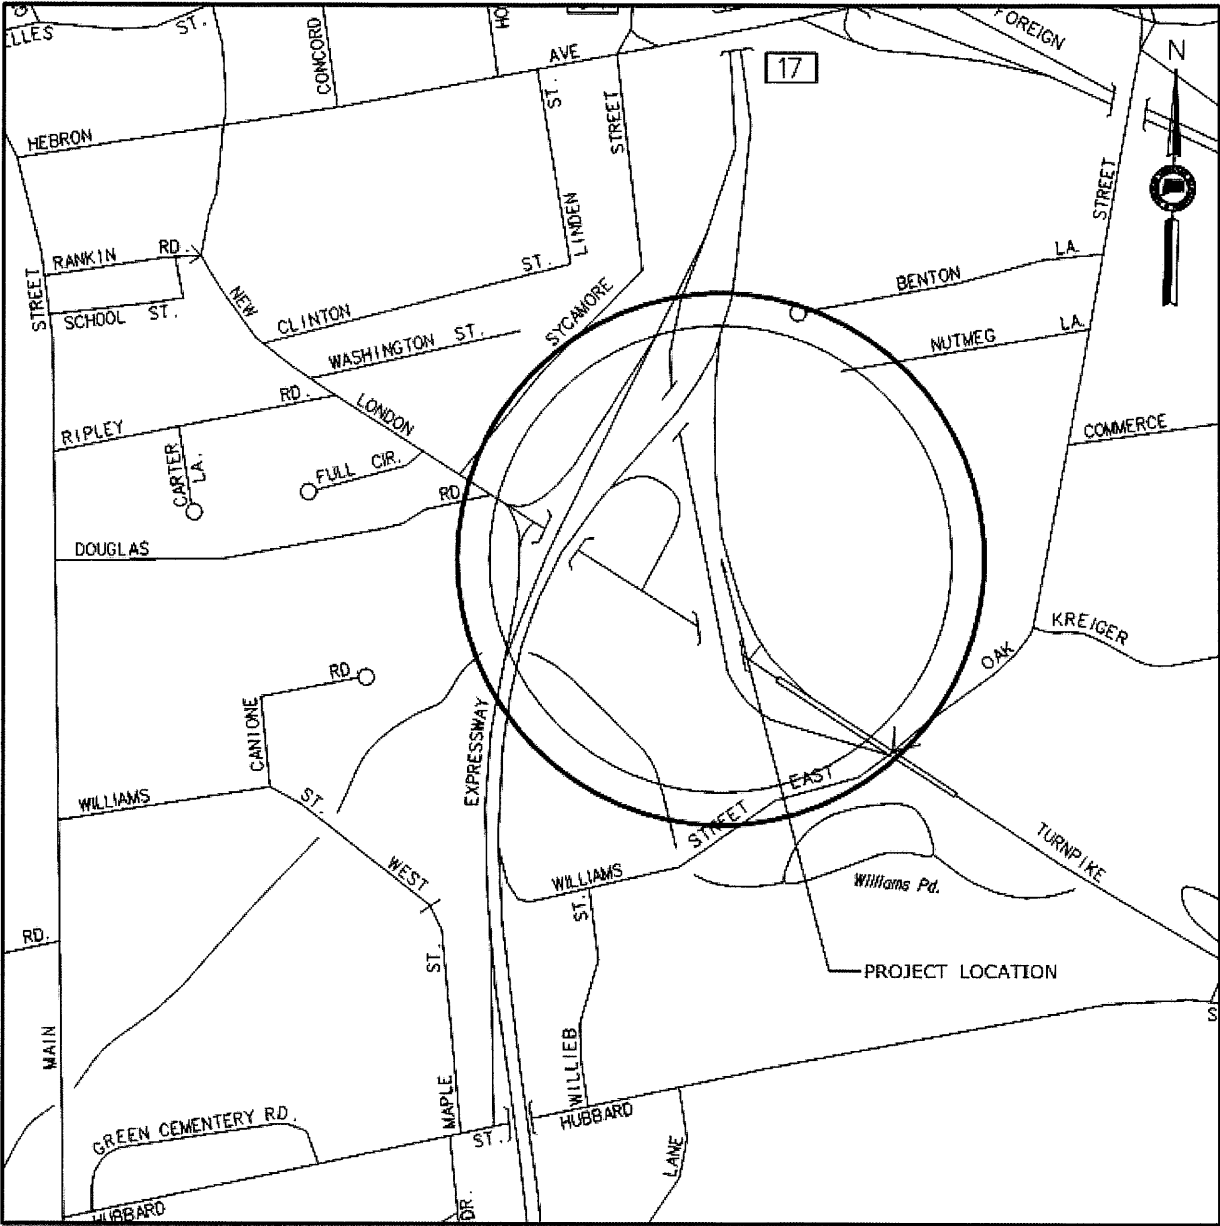 ELLES
ST.
CONCORD
HO
AVE
FOREIGN
N
17
HEBRON
ST.
STREET
STREET
LINDEN
RANKIN RD.
STREET
SCHOOL ST.
NEW
CLINTON ST.
SYCAMORE
BENTON LA.
WASHINGTON ST.
NUTMEG LA.
RIPLEY RD.
LONDON
COMMERCE
CARTER LA.
FULL CIR.
RD
DOUGLAS
KREIGER
OAK
RD
CANIONE
EXPRESSWAY
WILLIAMS
ST.
EAST
STREET
TURNPIKE
WEST
WILLIAMS
Williams Pd.
ST.
RD.
ST.
PROJECT LOCATION
S
MAIN
WILLIEB
MAPLE
GREEN CEMENTERY RD.
HUBBARD
ST.
LANE
HUBBARD
DR.